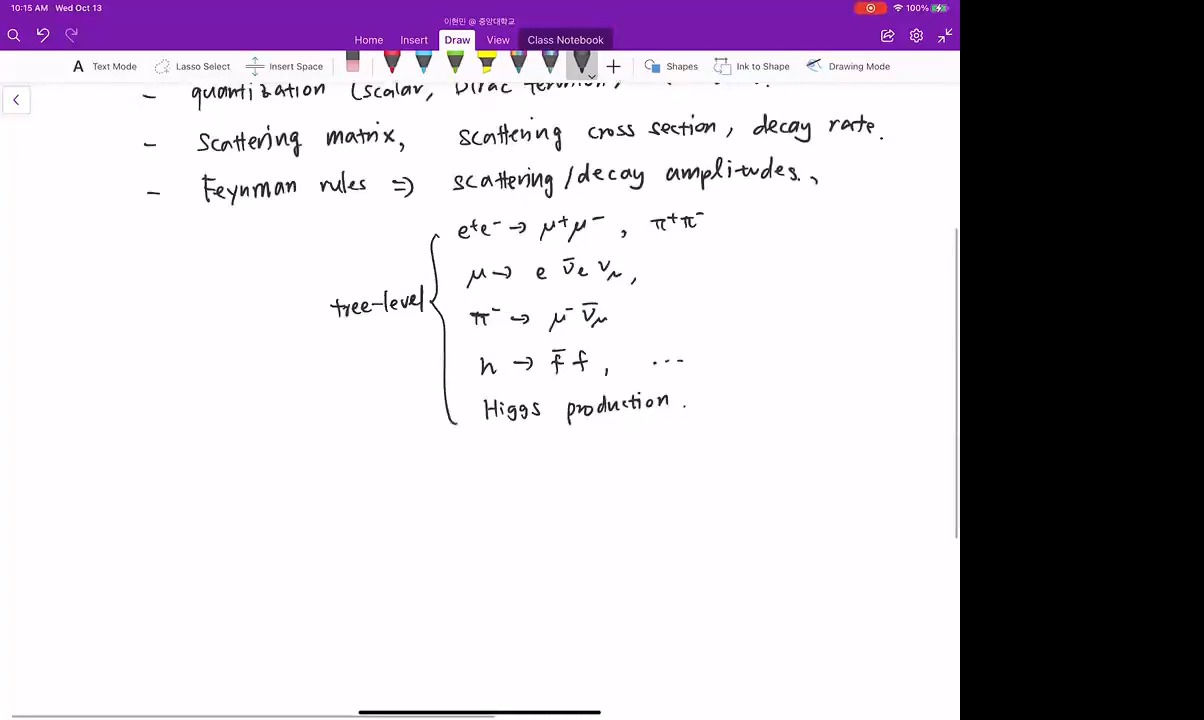 10:15 AM Wed Oct 13
100%
이현민 @ 중앙대학교
Home Insert Draw View Class Notebook
A Text Mode Lasso Select Insert Space Shapes Ink to Shape Drawing Mode
- quantization (scalar, Dirac fermion,
- scattering matrix, scattering cross section, decay rate.
- Feynman rules ⇒ scattering/decay amplitudes.,
e⁺e⁻ → μ⁺μ⁻, π⁺π⁻
μ → e ν̄e νμ,
tree-level
π⁻ → μ⁻ ν̄μ
h → f̄ f, ...
Higgs production.